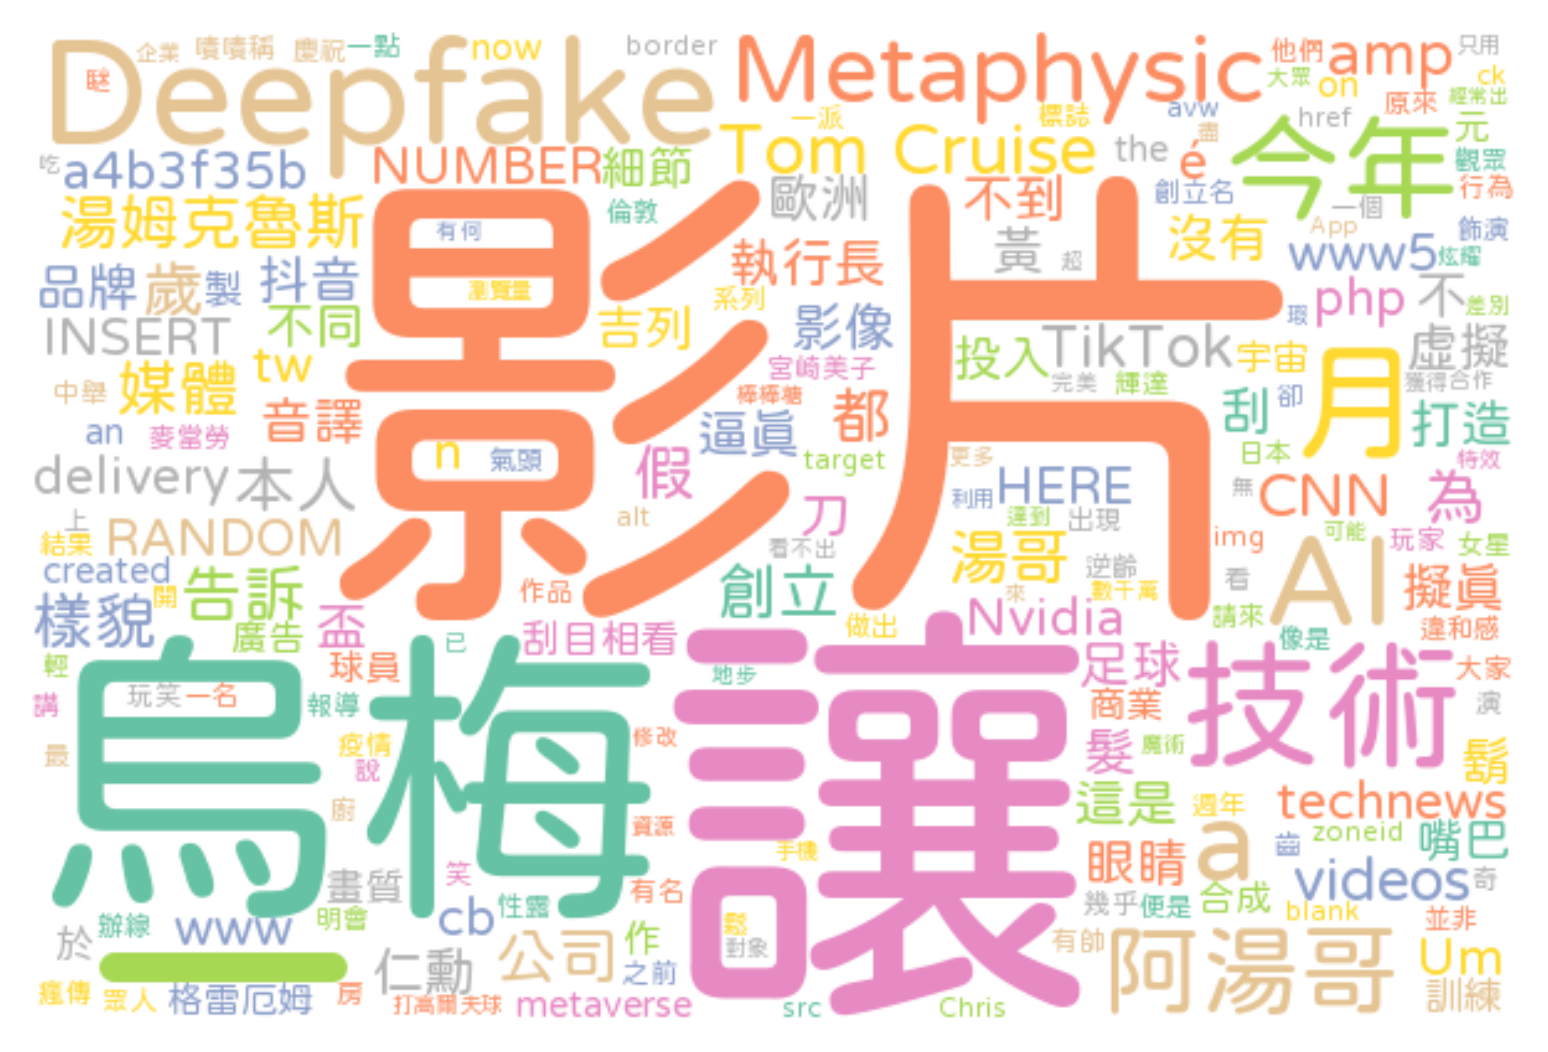 Deepfake
企業
嘖嘖稱
慶祝
一點
now
border
Metaphysic
他們
amp
只用
瞇
大眾
on
ck
原來
經常出
avw
一派
標誌
盡
href
今年
元
吃
a4b3f35b
NUMBER
細節
Tom Cruise
the
é
觀眾
湯姆克魯斯
影片
倫敦
歐洲
不到
創立名
行為
一個
有何
App
飾演
黃
超
沒有
www5
炫耀
執行長
品牌
歲
製
抖音
瀏覽量
系列
瑕
php
不
差別
INSERT
不同
吉列
影像
投入
TikTok
宇宙
月
虛擬
媒體
tw
宮崎美子
完美
輝達
獲得
合作
中舉
棒棒糖
刮
卻
打造
音譯
an
麥當勞
都
逼真
n
氣頭
假
target
更多
日本
特效
delivery
本人
利用
HERE
無
CNN
為
上
RANDOM
alt
刀
達到
出現
結果
看不出
湯哥
逆齡
img
AI
可能
玩家
女星
created
開
告訴
作品
創立
來
數千萬
看
擬真
樣貌
廣告
盃
刮目相看
讓
做出
Nvidia
請來
像是
違和感
輕
烏梅
球員
已
地步
足球
技術
大家
講
玩笑
一名
報導
商業
演
最
疫情
說
修改
髮
魔術
鬍
廚
資源
這是
週年
a
technews
手機
zoneid
齒
嘴巴
畫質
笑
有名
眼睛
videos
奇
於
辦線
www
明會
cb
性露
鬆
對象
幾乎
便是
合成
blank
並非
一
仁勳
公司
作
之前
有帥
阿湯哥
Um
瘋傳
眾人
格雷厄姆
房
打高爾夫球
metaverse
src
Chris
訓練